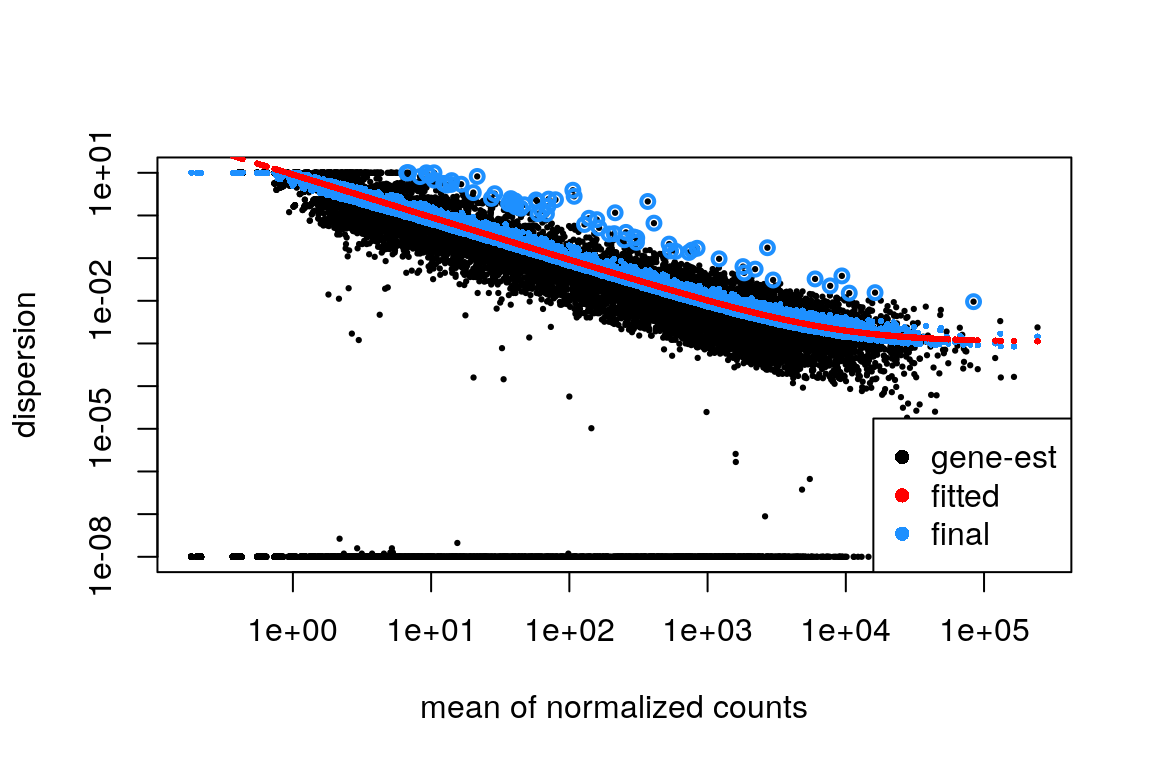 dispersion
1e+01
1e-02
1e-05
1e-08
gene-est
fitted
final
1e+00 1e+01 1e+02 1e+03 1e+04 1e+05
mean of normalized counts